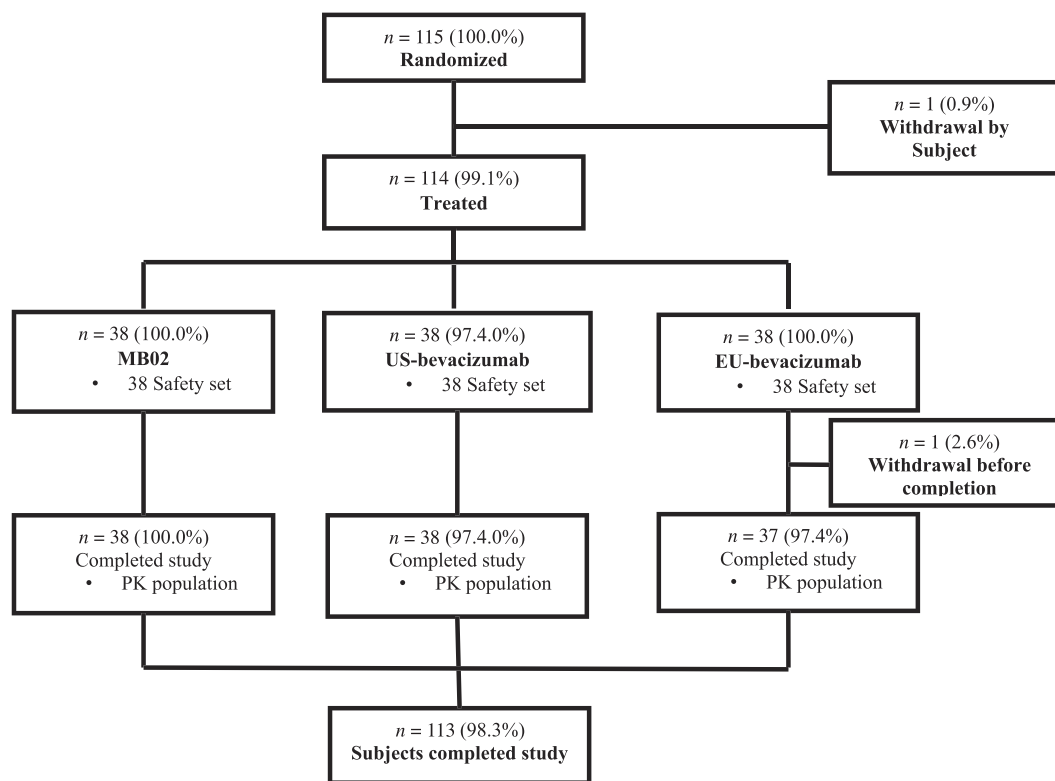 n = 115 (100.0%)
Randomized
n = 1 (0.9%)
Withdrawal by
Subject
n = 114 (99.1%)
Treated
n = 38 (100.0%)
MB02
• 38 Safety set
n = 38 (97.4.0%)
US-bevacizumab
• 38 Safety set
n = 38 (100.0%)
EU-bevacizumab
• 38 Safety set
n = 1 (2.6%)
Withdrawal before
completion
n = 38 (100.0%)
Completed study
• PK population
n = 38 (97.4.0%)
Completed study
• PK population
n = 37 (97.4%)
Completed study
• PK population
n = 113 (98.3%)
Subjects completed study